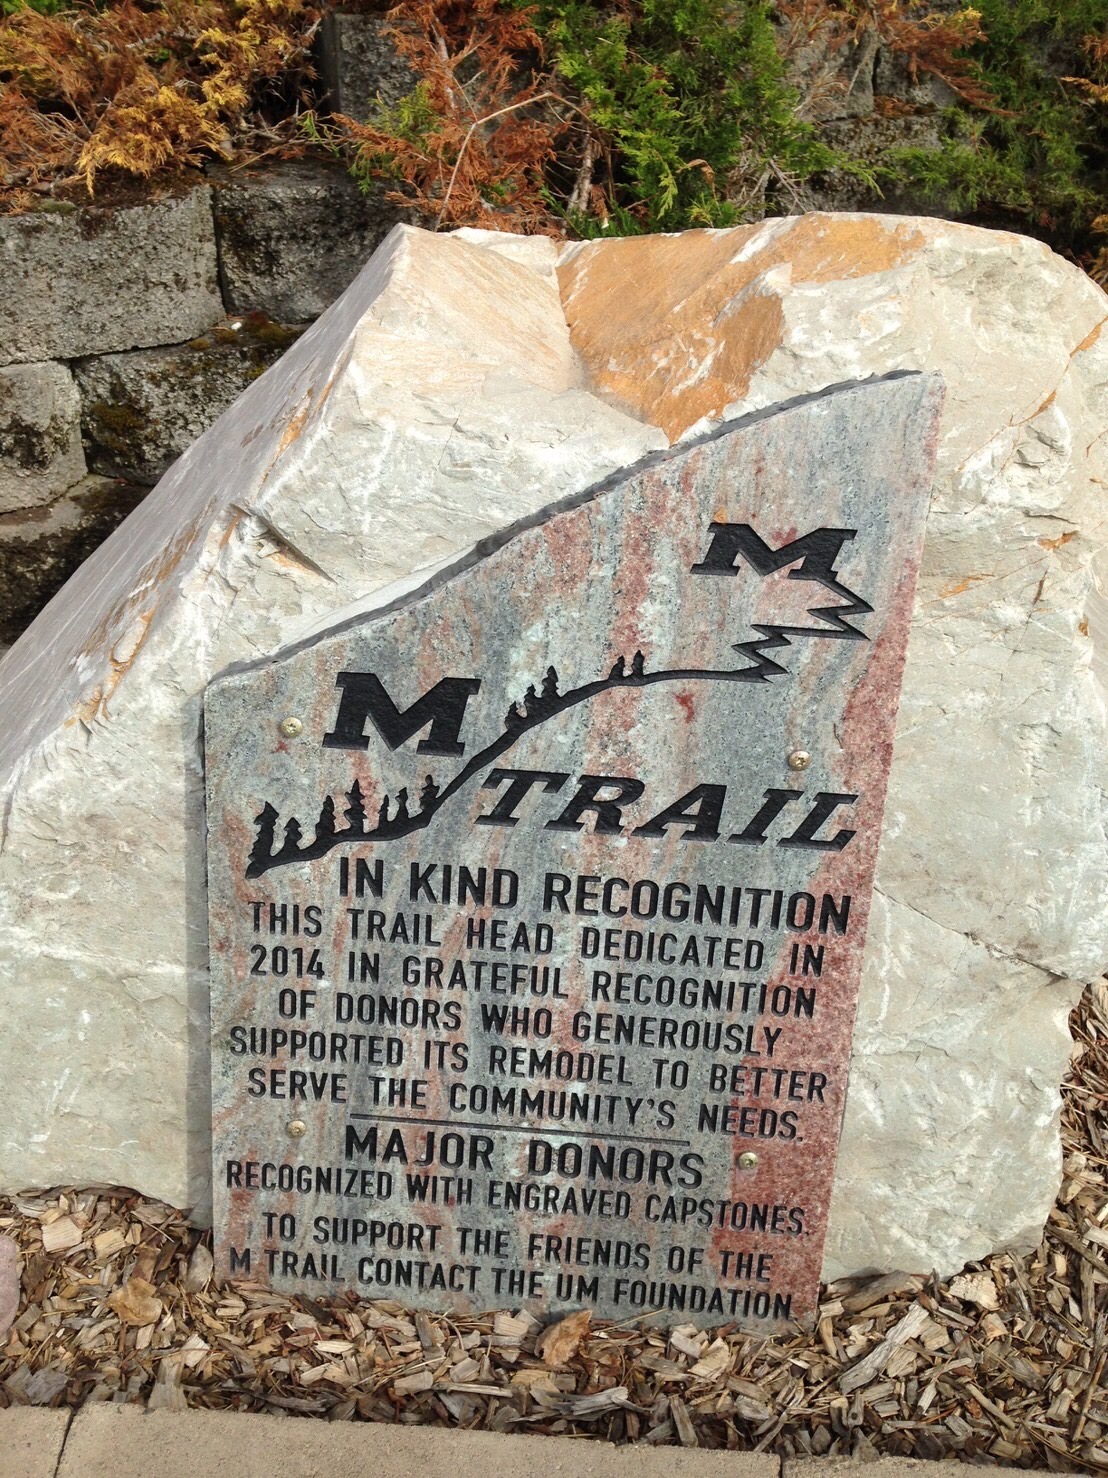 M
M
TRAIL
IN KIND RECOGNITION
THIS TRAIL HEAD DEDICATED IN
2014 IN GRATEFUL RECOGNITION
OF DONORS WHO GENEROUSLY
SUPPORTED ITS REMODEL TO BETTER
SERVE THE COMMUNITY'S NEEDS.
MAJOR DONORS
RECOGNIZED WITH ENGRAVED CAPSTONES.
TO SUPPORT THE FRIENDS OF THE
M TRAIL CONTACT THE UM FOUNDATION